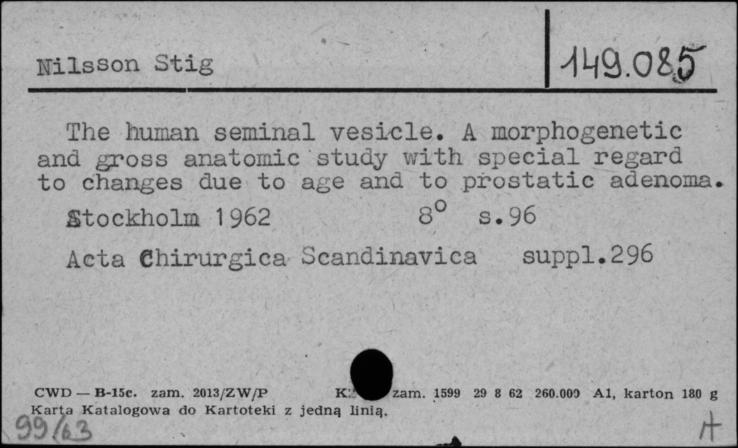 Nilsson Stig
149.085
The human seminal vesicle. A morphogenetic
and gross anatomic study with special regard
to changes due to age and to prostatic adenoma.
Stockholm 1962 8° s.96
Acta Chirurgica Scandinavica suppl.296
CWD — B-15c. zam. 2013/ZW/P zam. 1599 29 8 62 260.000 A1, karton 180 g
Karta Katalogowa do Kartoteki z jedną linią.
99/63
A